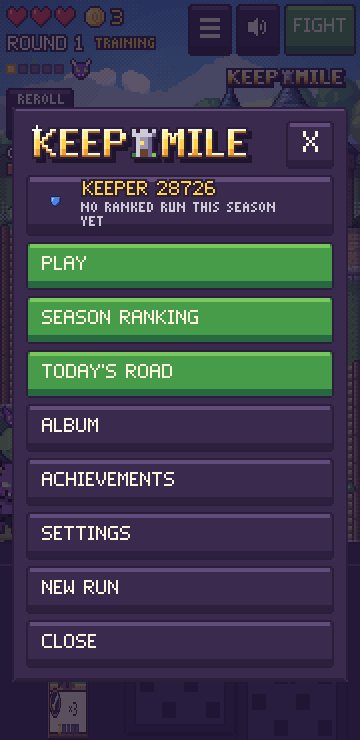 3
FIGHT
ROUND 1 TRAINING
KEEP MILE
REROLL
KEEP MILE
X
KEEPER 28726
NO RANKED RUN THIS SEASON
YET
PLAY
SEASON RANKING
TODAY'S ROAD
ALBUM
ACHIEVEMENTS
SETTINGS
NEW RUN
CLOSE
×3